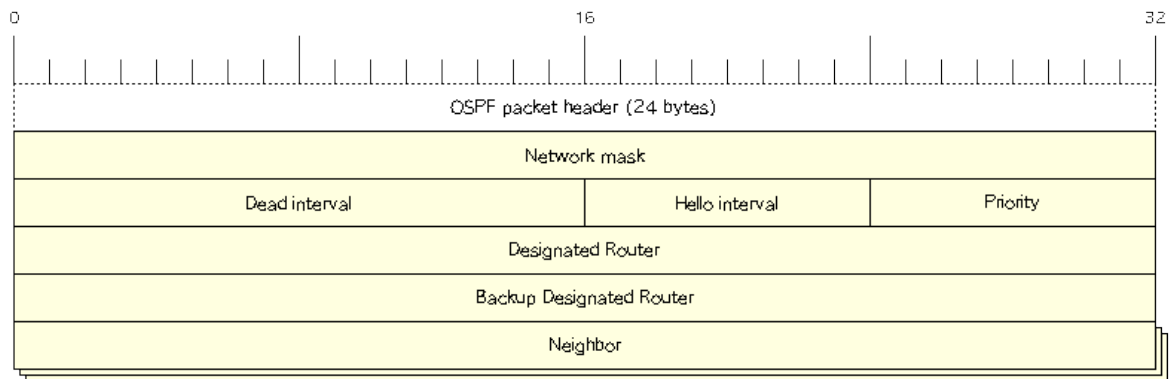 0 16 32
OSPF packet header (24 bytes)
Network mask
Dead interval Hello interval Priority
Designated Router
Backup Designated Router
Neighbor